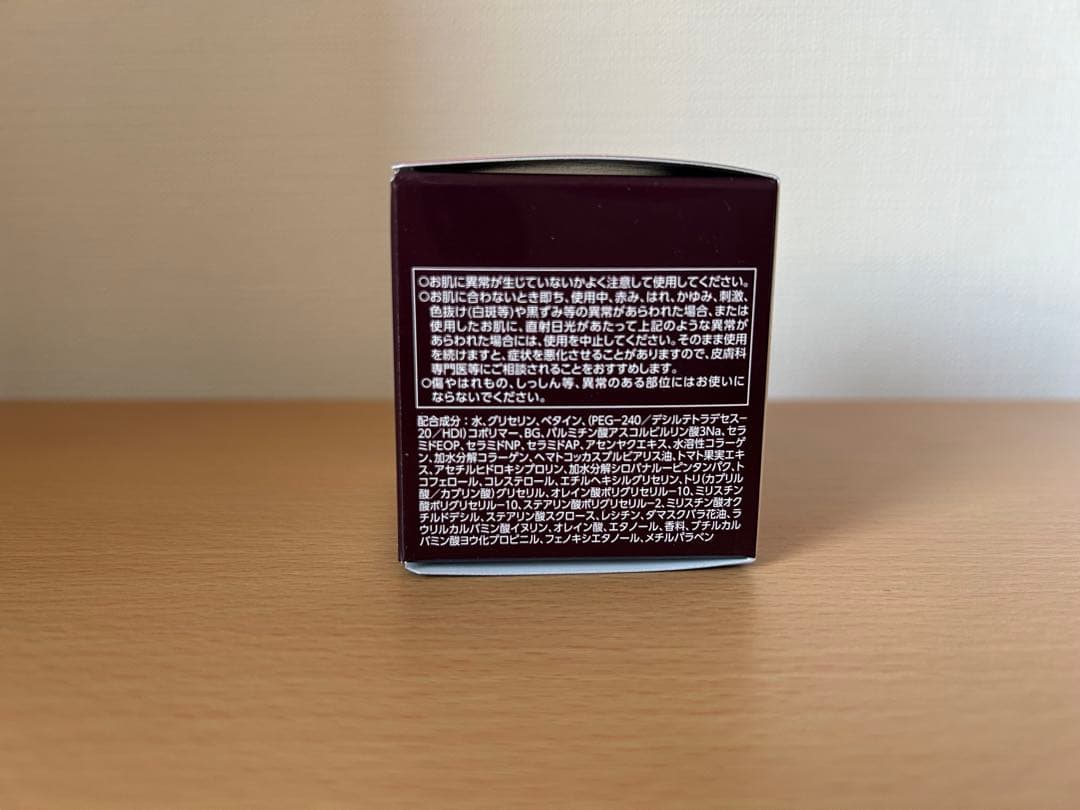 ○お肌に異常が生じていないかよく注意して使用してください。
○お肌に合わないとき即ち、使用中、赤み、はれ、かゆみ、刺激、
色抜け(白斑等)や黒ずみ等の異常があらわれた場合、または
使用したお肌に、直射日光があたって上記のような異常が
あらわれた場合には、使用を中止してください。そのまま使用
を続けますと、症状を悪化させることがありますので、皮膚科
専門医等にご相談されることをおすすめします。
○傷やはれもの、しっしん等、異常のある部位にはお使いに
ならないでください。
配合成分：水、グリセリン、ベタイン、(PEG-240/デシルテトラデセス-
20/HDI)コポリマー、BG、パルミチン酸アスコルビルリン酸3Na、セラ
ミドEOP、セラミドNP、セラミドAP、アセンヤクエキス、水溶性コラーゲ
ン、加水分解コラーゲン、ヘマトコッカスプルビアリス油、トマト果実エキ
ス、アセチルヒドロキシプロリン、加水分解シロバナルーピンタンパク、ト
コフェロール、コレステロール、エチルヘキシルグリセリン、トリ(カプリル
酸/カプリン酸)グリセリル、オレイン酸ポリグリセリル-10、ミリスチン
酸ポリグリセリル-10、ステアリン酸ポリグリセリル-2、ミリスチン酸オク
チルドデシル、ステアリン酸スクロース、レシチン、ダマスクバラ花油、ラ
ウリルカルバミン酸イヌリン、オレイン酸、エタノール、香料、ブチルカル
バミン酸ヨウ化プロピニル、フェノキシエタノール、メチルパラベン